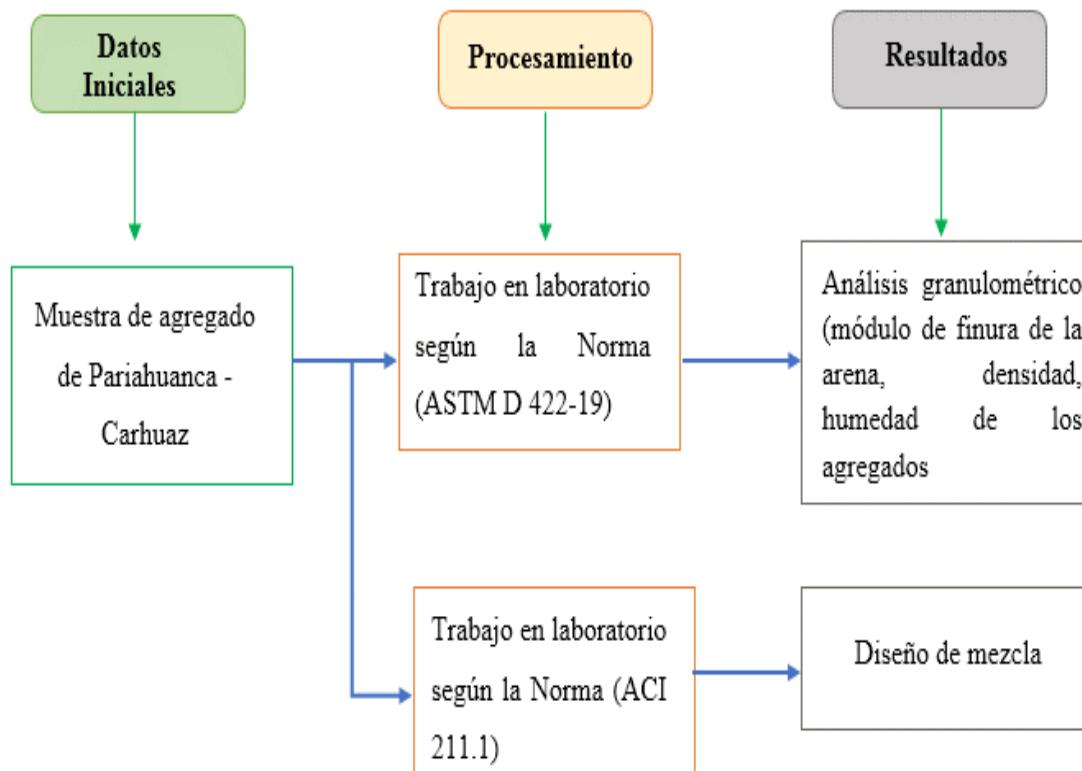 Datos
Iniciales
Procesamiento
Resultados
Muestra de agregado
de Pariahuanca -
Carhuaz
Trabajo en laboratorio
según la Norma
(ASTM D 422-19)
Análisis granulométrico
(módulo de finura de la
arena, densidad,
humedad de los
agregados
Trabajo en laboratorio
según la Norma (ACI
211.1)
Diseño de mezcla